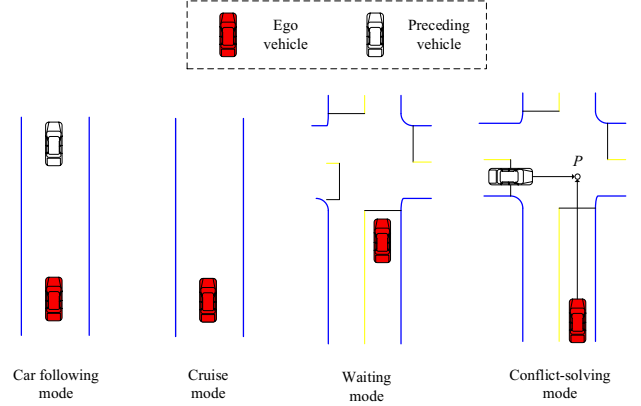 Ego
vehicle
Preceding
vehicle
P
Car following
mode
Cruise
mode
Waiting
mode
Conflict-solving
mode